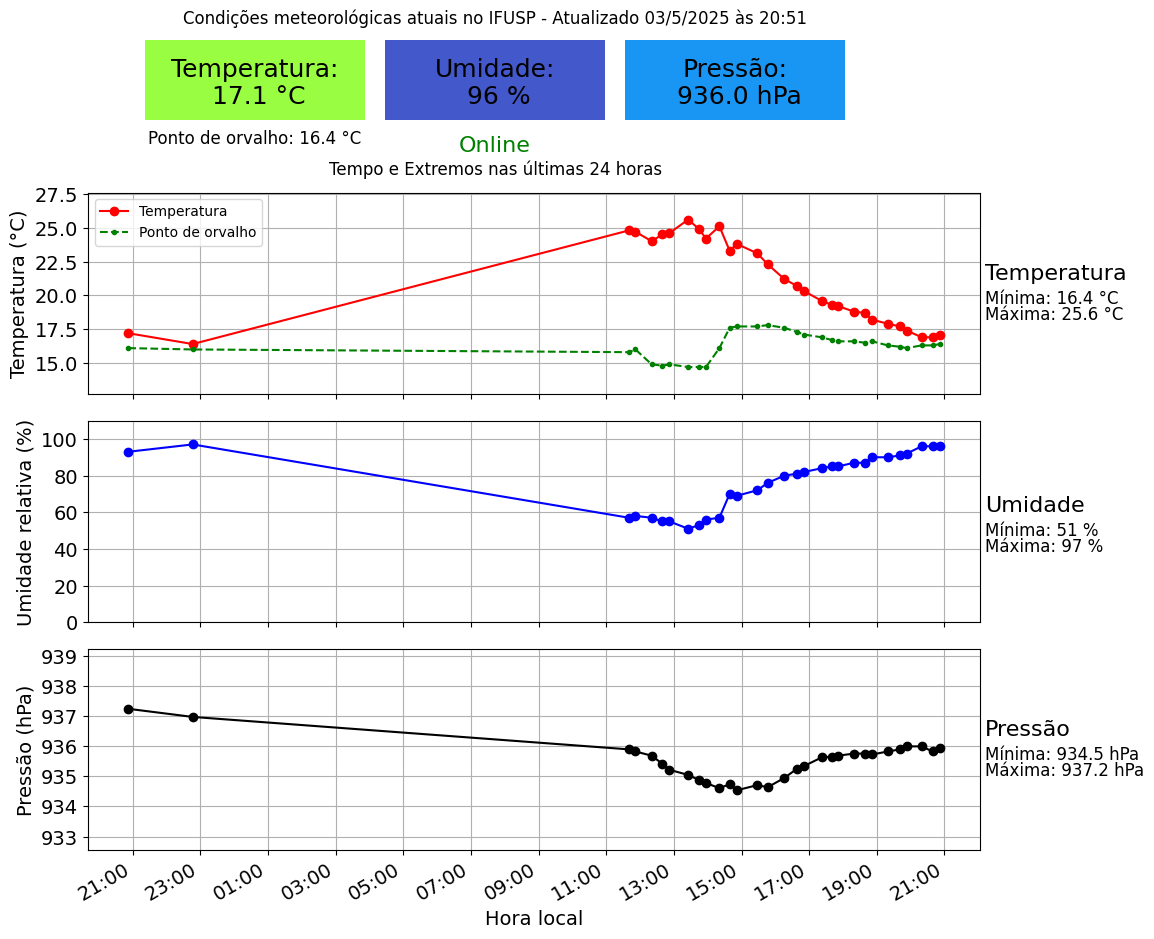 Condições meteorológicas atuais no IFUSP - Atualizado 03/5/2025 às 20:51
Temperatura:
17.1 °C
Umidade:
96 %
Pressão:
936.0 hPa
Ponto de orvalho: 16.4 °C
Online
Tempo e Extremos nas últimas 24 horas
Temperatura (°C)
27.5
25.0
22.5
20.0
17.5
15.0
Temperatura
Ponto de orvalho
Temperatura
Mínima: 16.4 °C
Máxima: 25.6 °C
Umidade relativa (%)
100
80
60
40
20
0
Umidade
Mínima: 51 %
Máxima: 97 %
Pressão (hPa)
939
938
937
936
935
934
933
Pressão
Mínima: 934.5 hPa
Máxima: 937.2 hPa
21:00 23:00 01:00 03:00 05:00 07:00 09:00 11:00 13:00 15:00 17:00 19:00 21:00
Hora local